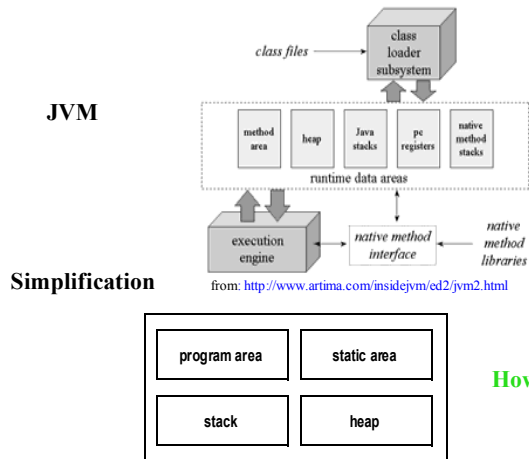 class files
class
loader
subsystem
JVM
method
area
heap
Java
stacks
pc
registers
native
method
stacks
runtime data areas
execution
engine
native method
interface
native
method
libraries
Simplification
from: http://www.artima.com/insidejvm/ed2/jvm2.html
program area
static area
stack
heap
How